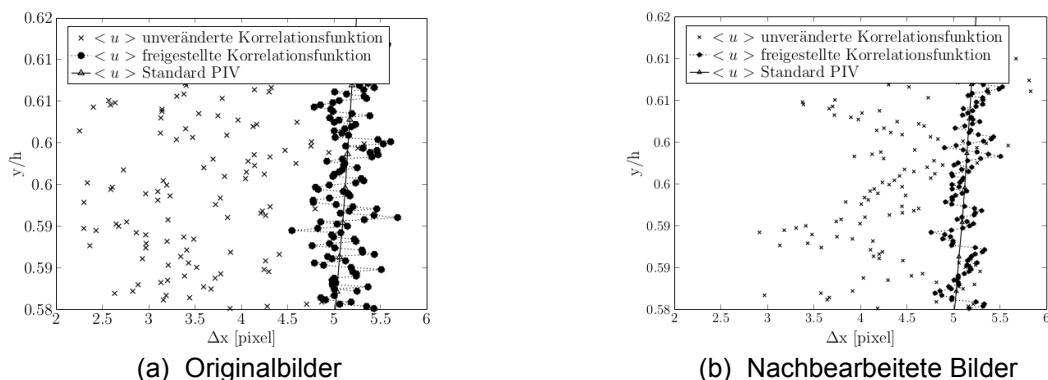 0.62
0.61
0.61
0.6
0.6
0.59
0.59
0.58
y/h
× < u > unveränderte Korrelationsfunktion
< u > freigestellte Korrelationsfunktion
< u > Standard PIV
2 2.5 3 3.5 4 4.5 5 5.5 6
Δx [pixel]
(a) Originalbilder
0.62
0.61
0.61
0.6
0.6
0.59
0.59
0.58
y/h
× < u > unveränderte Korrelationsfunktion
< u > freigestellte Korrelationsfunktion
< u > Standard PIV
2 2.5 3 3.5 4 4.5 5 5.5 6
Δx [pixel]
(b) Nachbearbeitete Bilder